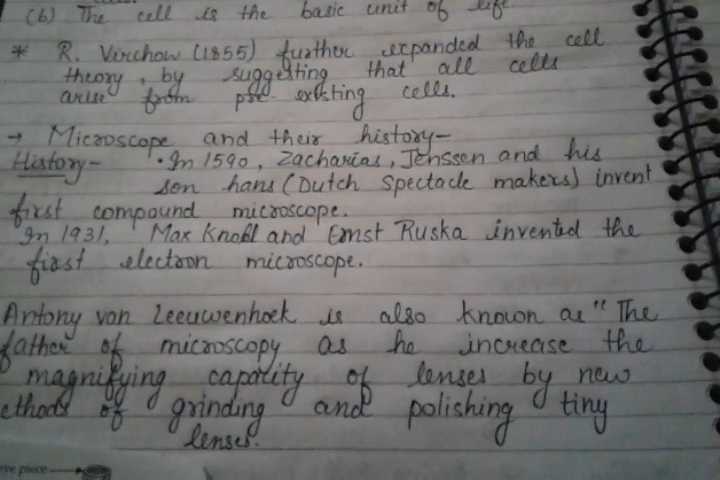 (b) The cell is the basic unit of life
* R. Virchow (1855) further expanded the cell
theory, by suggesting that all cells
arise from pre existing cells.
→ Microscope and their history-
History- • In 1590, Zacharias, Jenssen and his
son hans (Dutch Spectacle makers) invent
first compound microscope.
In 1931, Max Knoll and Ernst Ruska invented the
first electron microscope.
Antony van Leeuwenhoek is also known as "The
father of microscopy as he increase the
magnifying capacity of lenses by new
ethods of grinding and polishing tiny
lenses.
eye piece